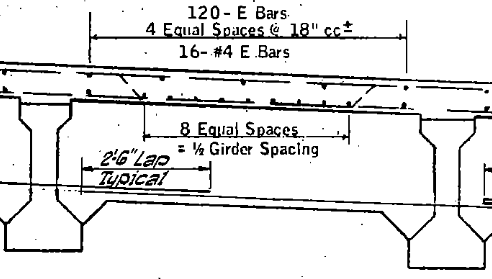 120- E Bars
4 Equal Spaces @ 18" cc±
16- #4 E Bars
8 Equal Spaces
= ½ Girder Spacing
2'-6" Lap
Typical